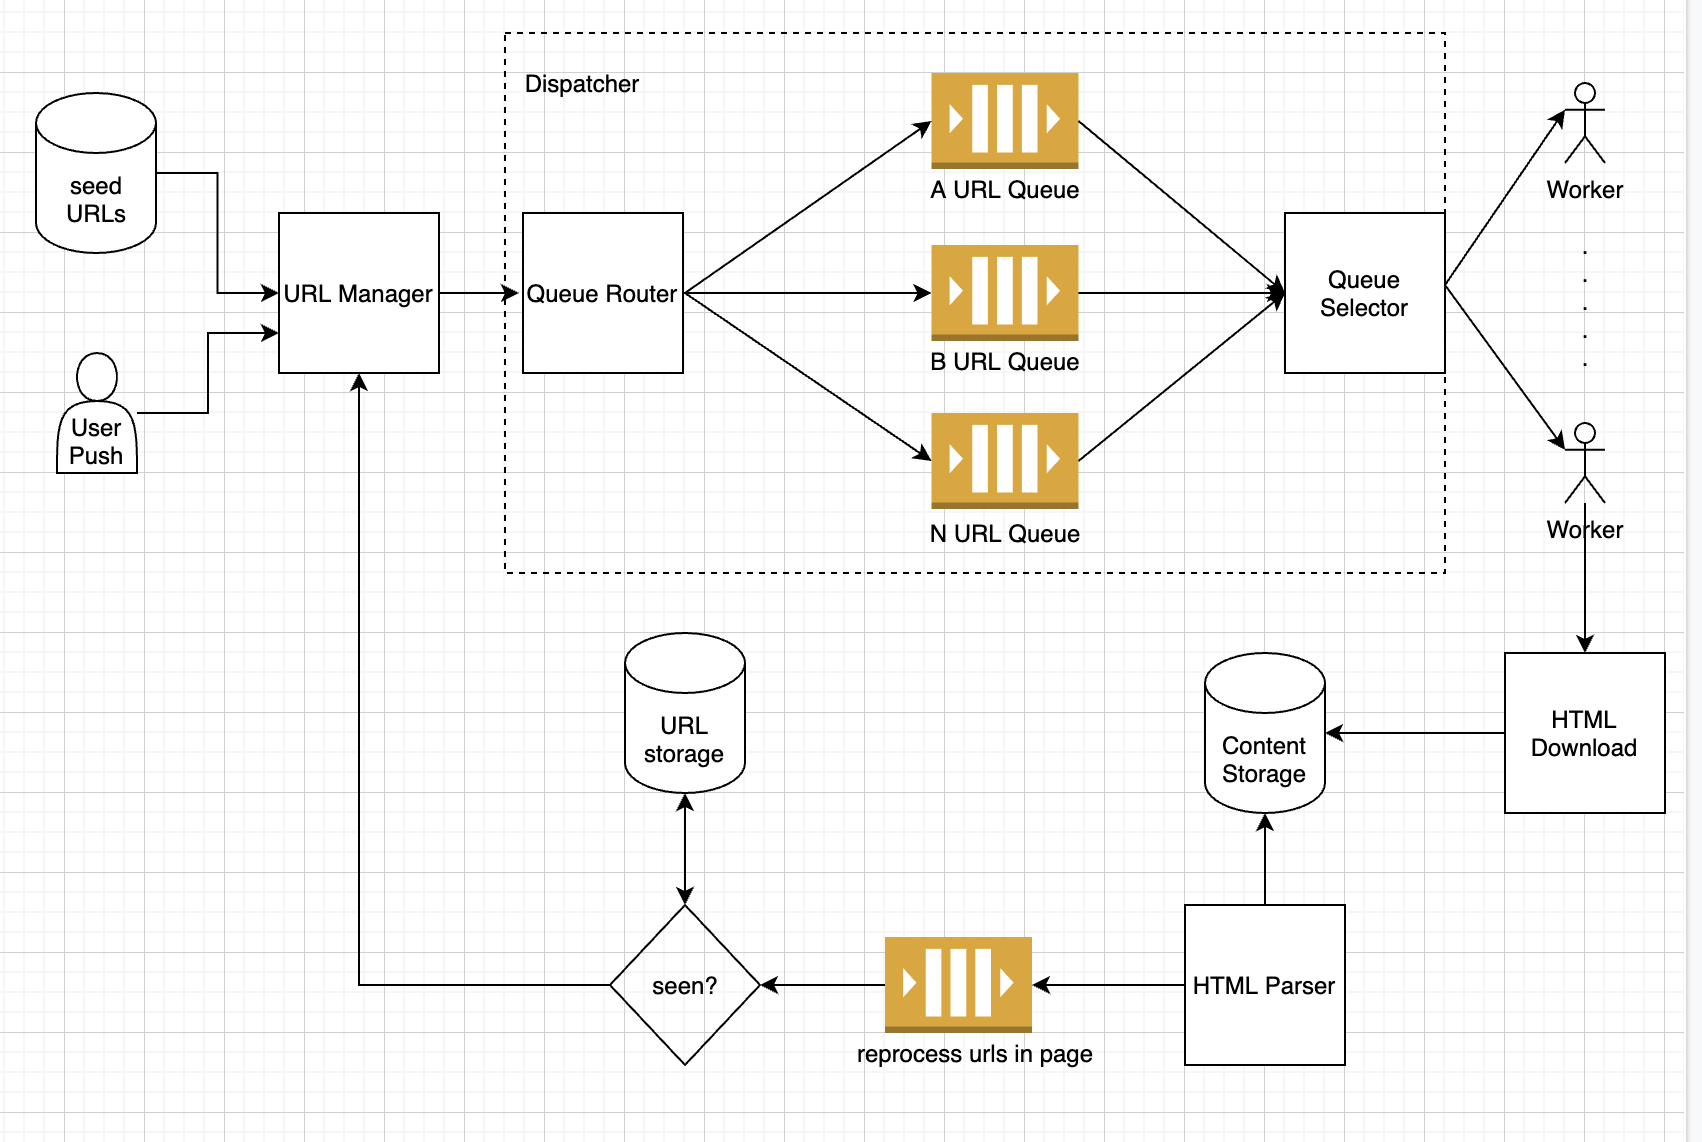 Dispatcher
seed
URLs
A URL Queue
Worker
URL Manager
Queue Router
Queue
Selector
B URL Queue
User
Push
N URL Queue
Worker
URL
storage
Content
Storage
HTML
Download
seen?
HTML Parser
reprocess urls in page